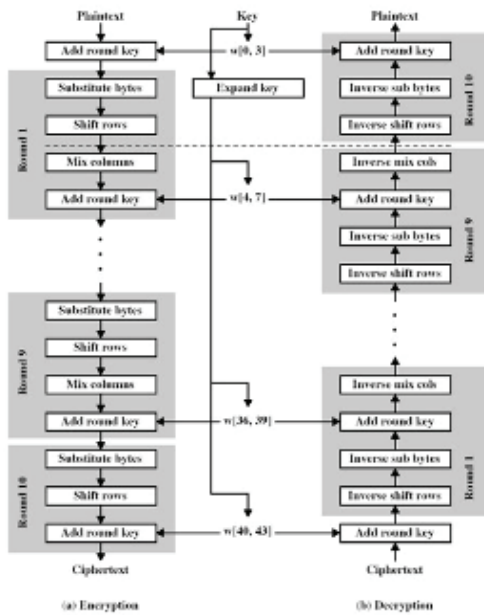 Plaintext
Key
Plaintext
Add round key
w[0, 3]
Add round key
Substitute bytes
Expand key
Inverse sub bytes
Shift rows
Inverse shift rows
Round 1
Round 10
Mix columns
Inverse mix cols
Add round key
w[4, 7]
Add round key
Inverse sub bytes
Inverse shift rows
Round 9
Substitute bytes
Shift rows
Mix columns
Inverse mix cols
Round 9
Add round key
w[36, 39]
Add round key
Substitute bytes
Inverse sub bytes
Shift rows
Inverse shift rows
Round 10
Round 1
Add round key
w[40, 43]
Add round key
Ciphertext
Ciphertext
(a) Encryption
(b) Decryption